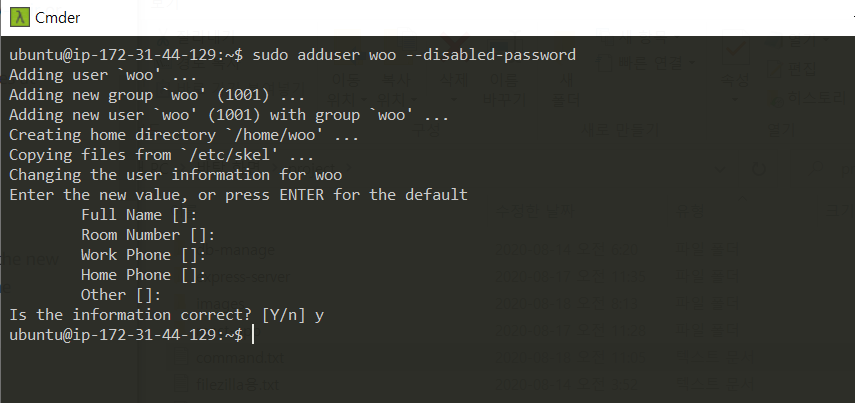 Cmder
ubuntu@ip-172-31-44-129:~$ sudo adduser woo --disabled-password
Adding user `woo' ...
Adding new group `woo' (1001) ...
Adding new user `woo' (1001) with group `woo' ...
Creating home directory `/home/woo' ...
Copying files from `/etc/skel' ...
Changing the user information for woo
Enter the new value, or press ENTER for the default
Full Name []:
Room Number []:
Work Phone []:
Home Phone []:
Other []:
Is the information correct? [Y/n] y
ubuntu@ip-172-31-44-129:~$
command.txt